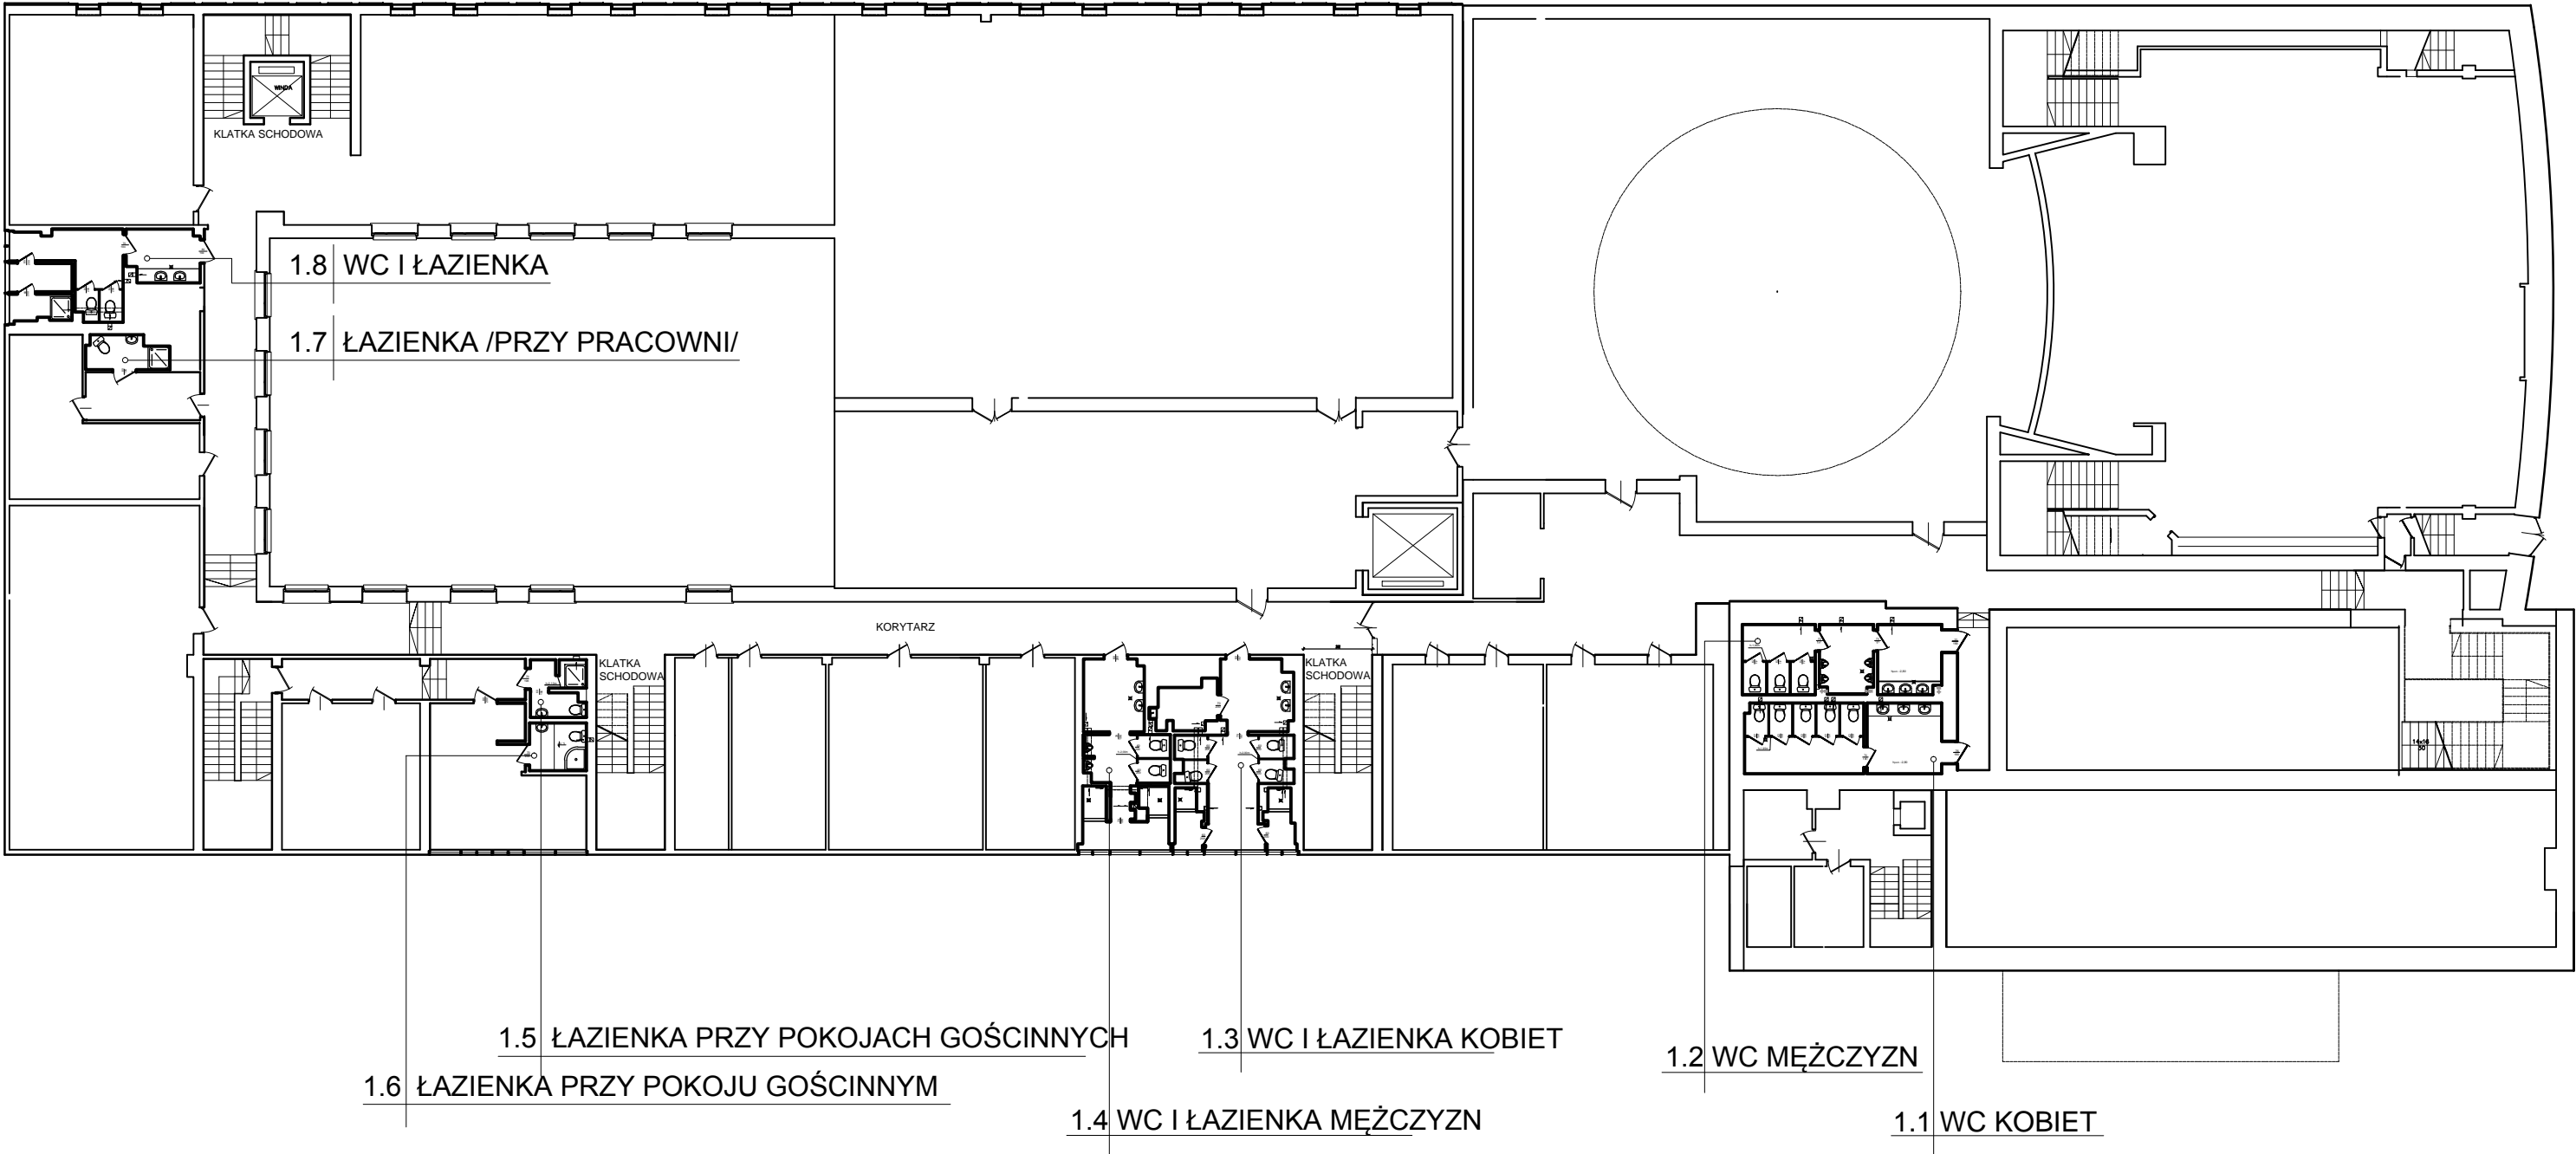 WINDA
KLATKA SCHODOWA
1.8 WC I ŁAZIENKA
1.7 ŁAZIENKA /PRZY PRACOWNI/
KORYTARZ
KLATKA
SCHODOWA
KLATKA
SCHODOWA
1.5 ŁAZIENKA PRZY POKOJACH GOŚCINNYCH
1.3 WC I ŁAZIENKA KOBIET
1.2 WC MĘŻCZYZN
1.6 ŁAZIENKA PRZY POKOJU GOŚCINNYM
1.4 WC I ŁAZIENKA MĘŻCZYZN
1.1 WC KOBIET